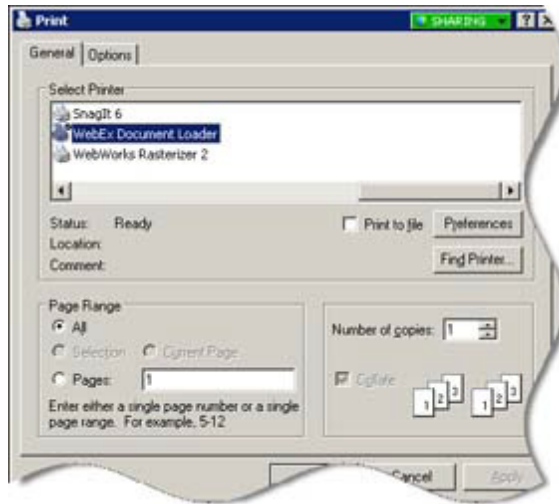 Print
SHARING
General
Options
Select Printer
SnagIt 6
WebEx Document Loader
WebWorks Rasterizer 2
Status: Ready
Print to file
Preferences
Location:
Comment:
Find Printer...
Page Range
All
Selection
Current Page
Pages: 1
Enter either a single page number or a single
page range. For example, 5-12
Number of copies: 1
Collate
1 2 3
1 2 3
Cancel
Apply